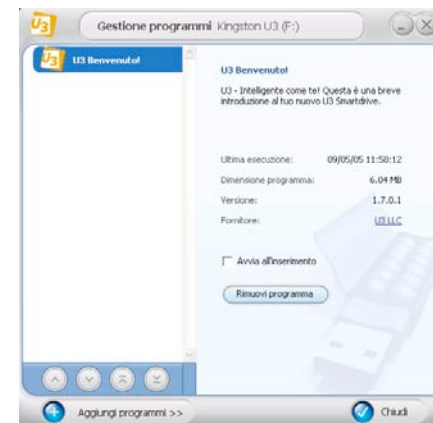 U3 Gestione programmi Kingston U3 (F:)
U3 U3 Benvenuto!
U3 Benvenuto!
U3 - Intelligente come te! Questa è una breve
introduzione al tuo nuovo U3 Smartdrive.
Ultima esecuzione: 09/05/05 11:58:12
Dimensione programma: 6.04 MB
Versione: 1.7.0.1
Fornitore: U3 LLC
Avvia all'inserimento
Rimuovi programma
Aggiungi programmi >> Chiudi